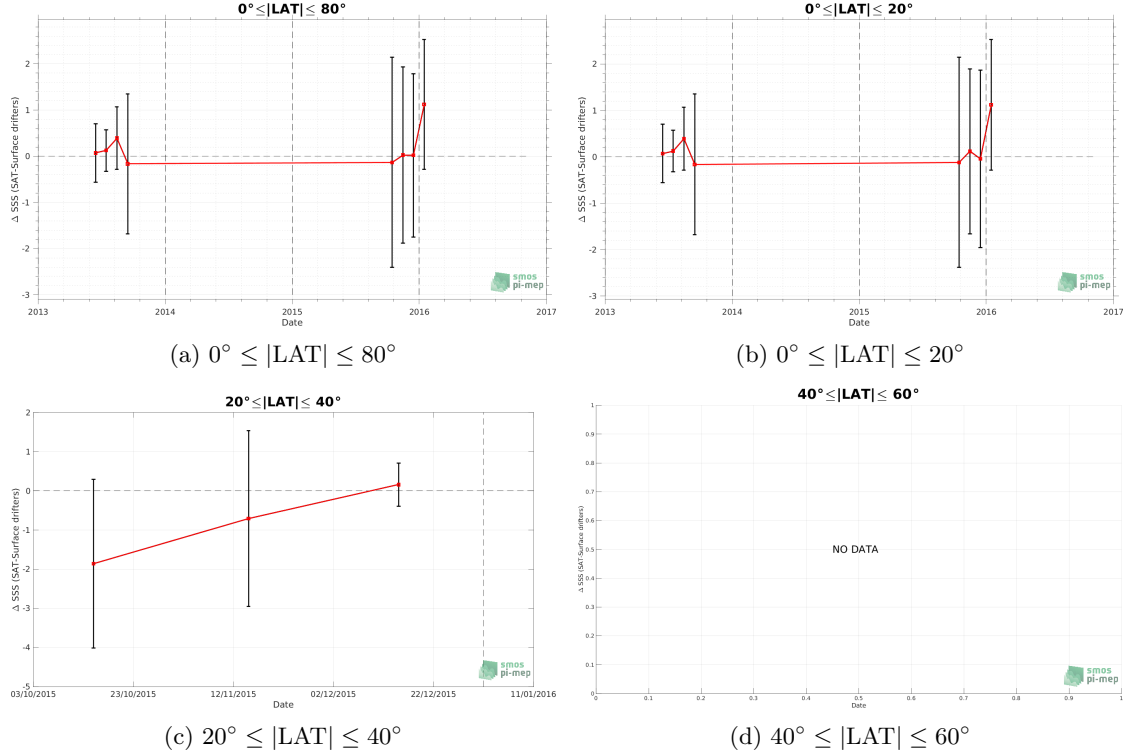 0°≤|LAT|≤ 80°
Δ SSS (SAT-Surface drifters)
2
1
0
-1
-2
-3
2013 2014 2015 2016 2017
Date
smos
pi-mep
(a) 0° ≤ |LAT| ≤ 80°
0°≤|LAT|≤ 20°
Δ SSS (SAT-Surface drifters)
2
1
0
-1
-2
-3
2013 2014 2015 2016 2017
Date
smos
pi-mep
(b) 0° ≤ |LAT| ≤ 20°
20°≤|LAT|≤ 40°
Δ SSS (SAT-Surface drifters)
2
1
0
-1
-2
-3
-4
-5
03/10/2015 23/10/2015 12/11/2015 02/12/2015 22/12/2015 11/01/2016
Date
smos
pi-mep
(c) 20° ≤ |LAT| ≤ 40°
40°≤|LAT|≤ 60°
Δ SSS (SAT-Surface drifters)
1
0.9
0.8
0.7
0.6
0.5
0.4
0.3
0.2
0.1
0
NO DATA
0 0.1 0.2 0.3 0.4 0.5 0.6 0.7 0.8 0.9 1
Date
smos
pi-mep
(d) 40° ≤ |LAT| ≤ 60°